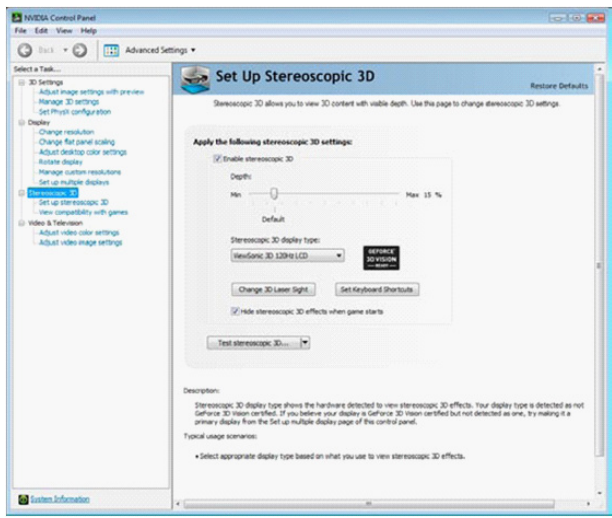 NVIDIA Control Panel
File Edit View Help
Back
Advanced Settings
Select a Task...
3D Settings
Adjust image settings with preview
Manage 3D settings
Set PhysX configuration
Display
Change resolution
Change flat panel scaling
Adjust desktop color settings
Rotate display
Manage custom resolutions
Set up multiple displays
Stereoscopic 3D
Set up stereoscopic 3D
View compatibility with games
Video & Television
Adjust video color settings
Adjust video image settings
System Information
Set Up Stereoscopic 3D
Restore Defaults
Stereoscopic 3D allows you to view 3D content with visible depth. Use this page to change stereoscopic 3D settings.
Apply the following stereoscopic 3D settings:
Enable stereoscopic 3D
Depth:
Min Max 15 %
Default
Stereoscopic 3D display type:
ViewSonic 3D 120Hz LCD
GEFORCE
3D VISION
READY
Change 3D Laser Sight Set Keyboard Shortcuts
Hide stereoscopic 3D effects when game starts
Test stereoscopic 3D...
Description:
Stereoscopic 3D display type shows the hardware detected to view stereoscopic 3D effects. Your display type is detected as not
GeForce 3D Vision certified. If you believe your display is GeForce 3D Vision certified but not detected as one, try making it a
primary display from the Set up multiple display page of this control panel.
Typical usage scenarios:
• Select appropriate display type based on what you use to view stereoscopic 3D effects.